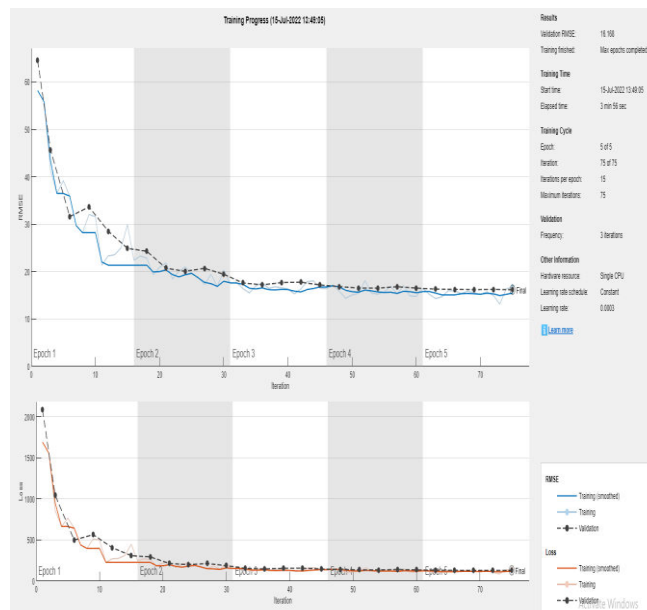 Training Progress (15-Jul-2022 13:49:05)
RMSE
60
50
40
30
20
10
0
Final
Epoch 1
Epoch 2
Epoch 3
Epoch 4
Epoch 5
0
10
20
30
40
50
60
70
Iteration
Loss
2000
1500
1000
500
0
Final
Epoch 1
Epoch 2
Epoch 4
0
10
20
30
40
50
60
70
Iteration
Results
Validation RMSE: 16.168
Training finished: Max epochs completed
Training Time
Start time: 15-Jul-2022 13:49:05
Elapsed time: 3 min 56 sec
Training Cycle
Epoch: 5 of 5
Iteration: 75 of 75
Iterations per epoch: 15
Maximum iterations: 75
Validation
Frequency: 3 iterations
Other Information
Hardware resource: Single CPU
Learning rate schedule: Constant
Learning rate: 0.0003
Learn more
RMSE
Training (smoothed)
Training
Validation
Loss
Training (smoothed)
Training
Validation
Activate Windows